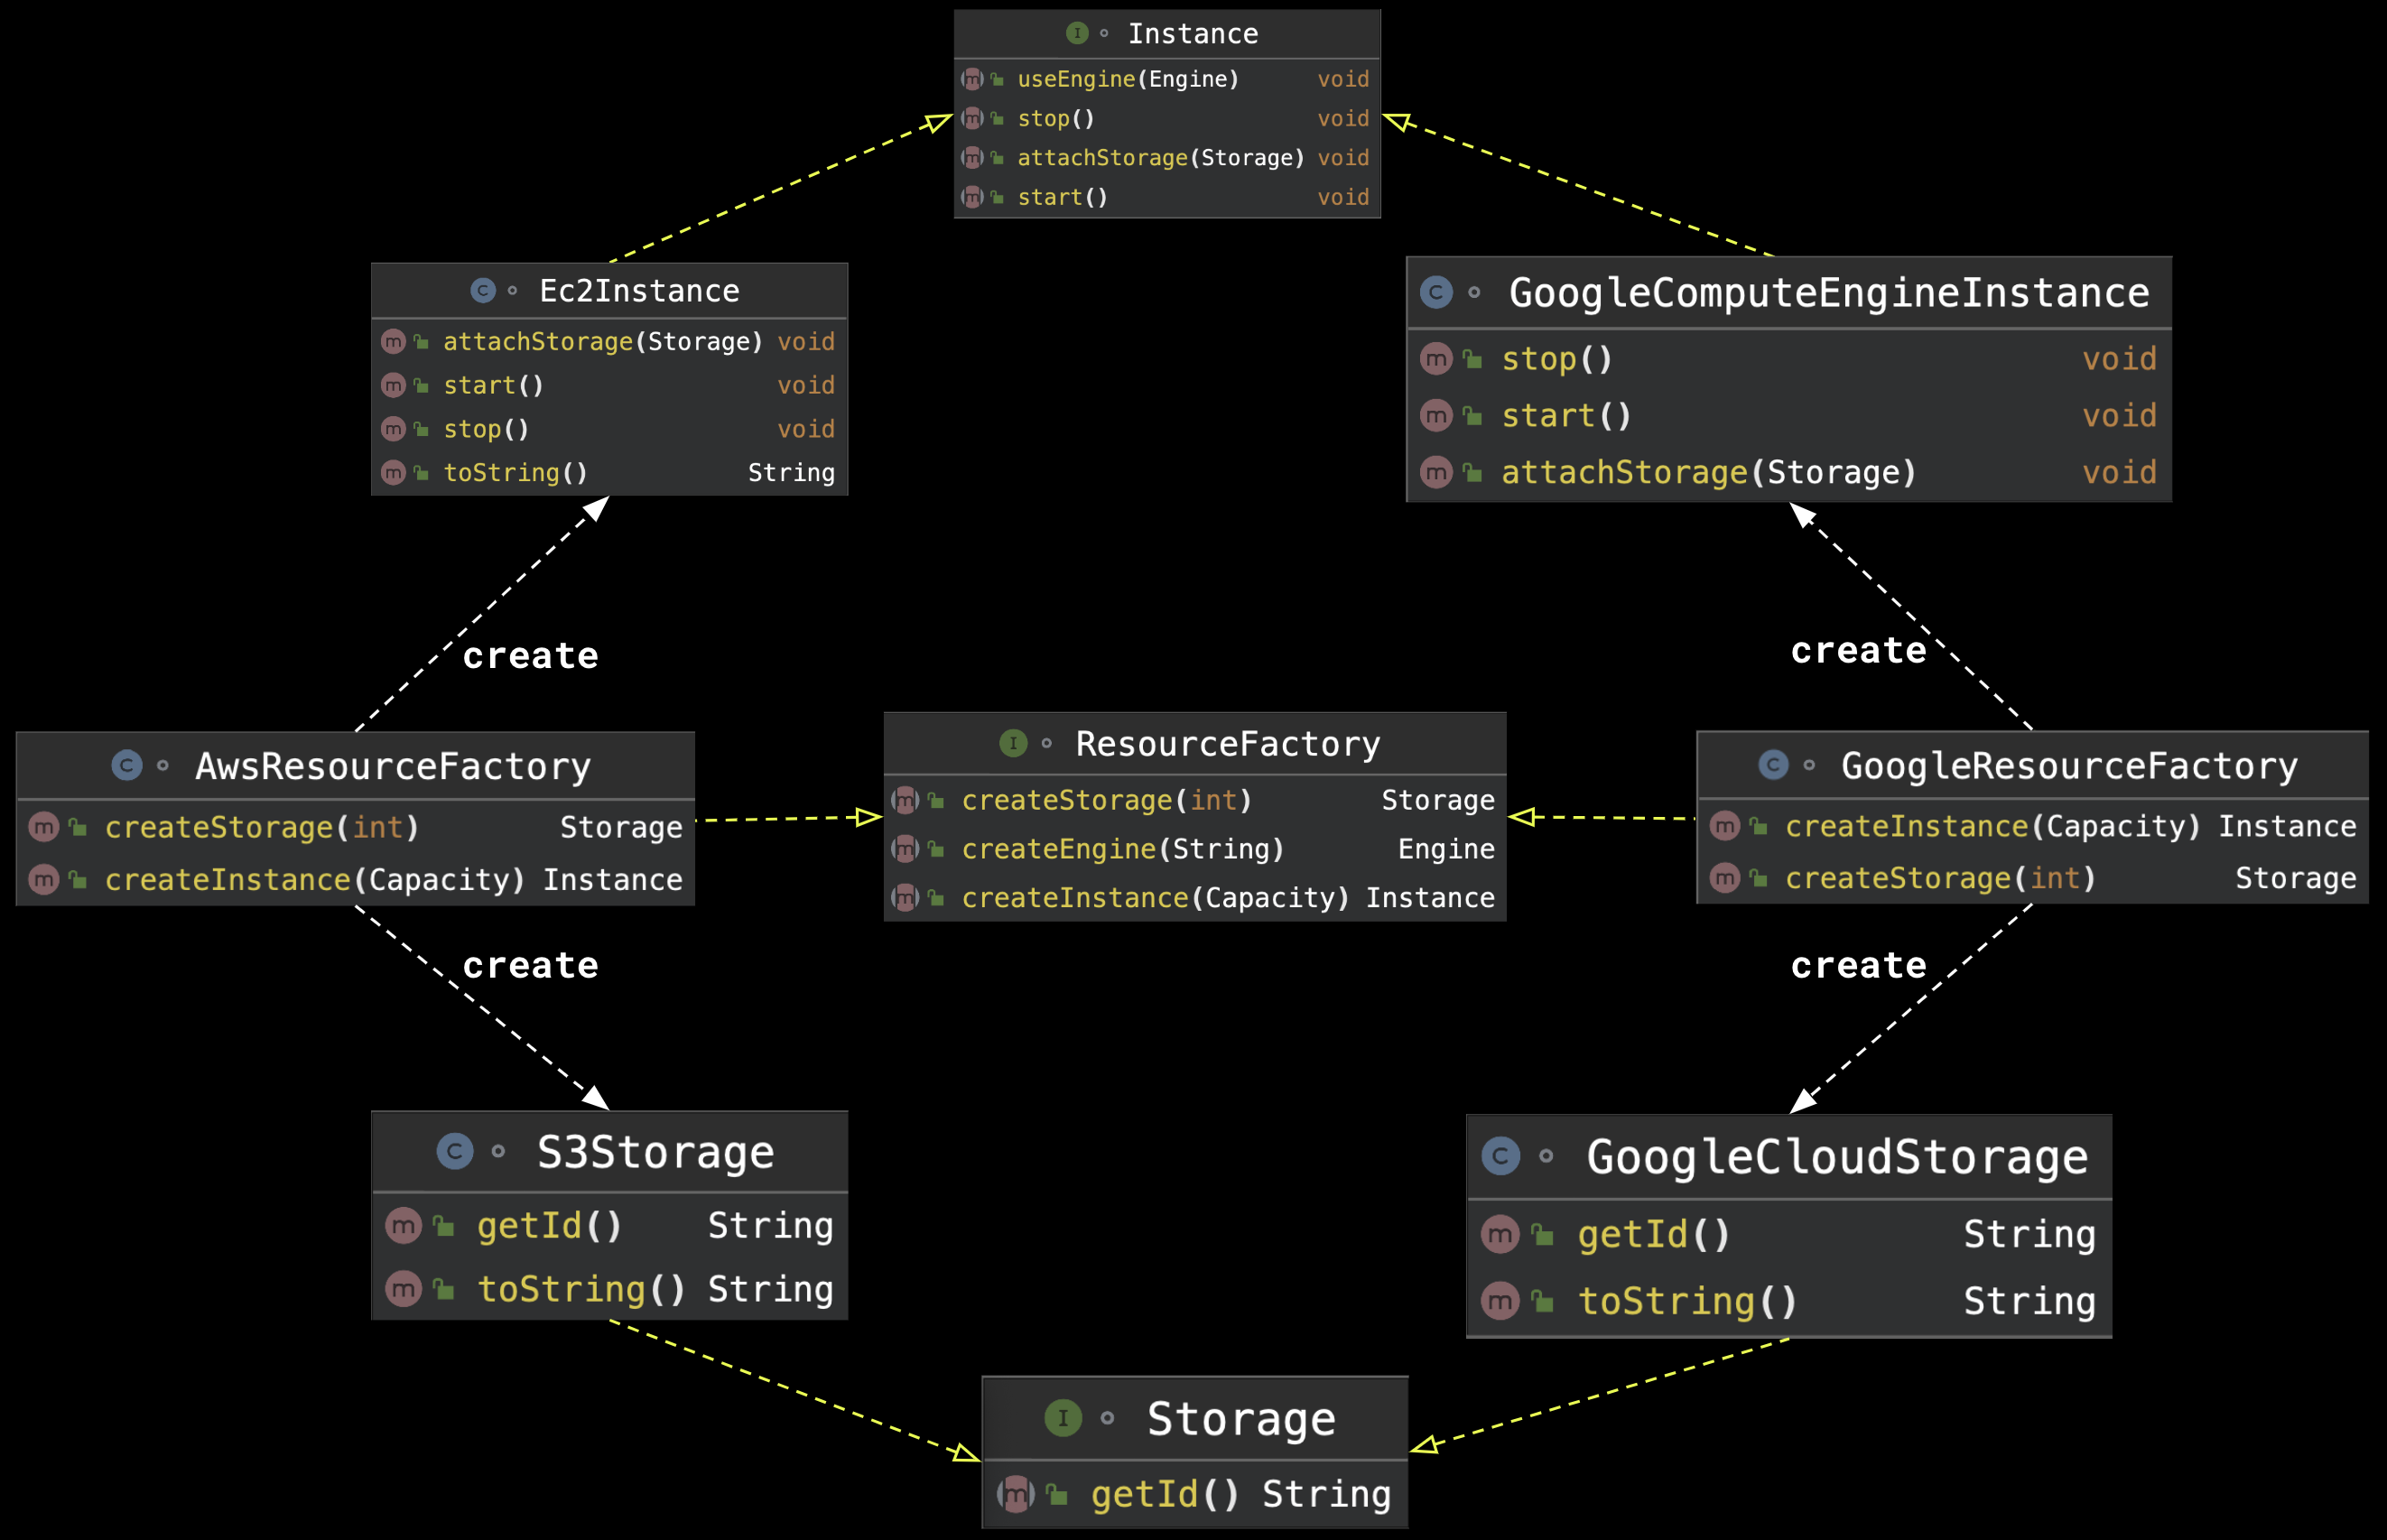 Instance
useEngine(Engine) void
stop() void
attachStorage(Storage) void
start() void
Ec2Instance
attachStorage(Storage) void
start() void
stop() void
toString() String
GoogleComputeEngineInstance
stop() void
start() void
attachStorage(Storage) void
create
create
AwsResourceFactory
createStorage(int) Storage
createInstance(Capacity) Instance
ResourceFactory
createStorage(int) Storage
createEngine(String) Engine
createInstance(Capacity) Instance
GoogleResourceFactory
createInstance(Capacity) Instance
createStorage(int) Storage
create
create
S3Storage
getId() String
toString() String
GoogleCloudStorage
getId() String
toString() String
Storage
getId() String